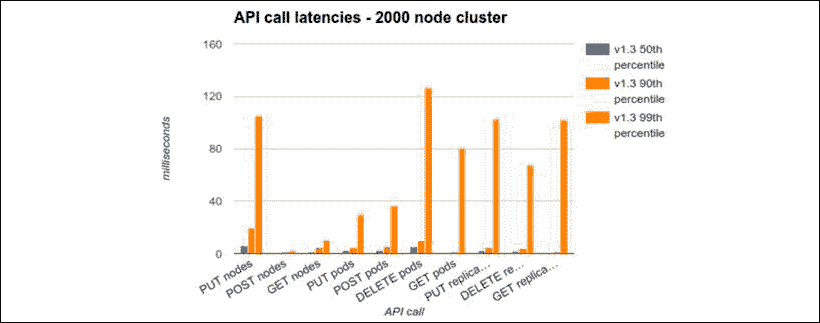 API call latencies - 2000 node cluster
160
120
80
40
0
milliseconds
v1.3 50th
percentile
v1.3 90th
percentile
v1.3 99th
percentile
PUT nodes
POST nodes
GET nodes
PUT pods
POST pods
DELETE pods
GET pods
PUT replica...
DELETE re...
GET replica...
API call